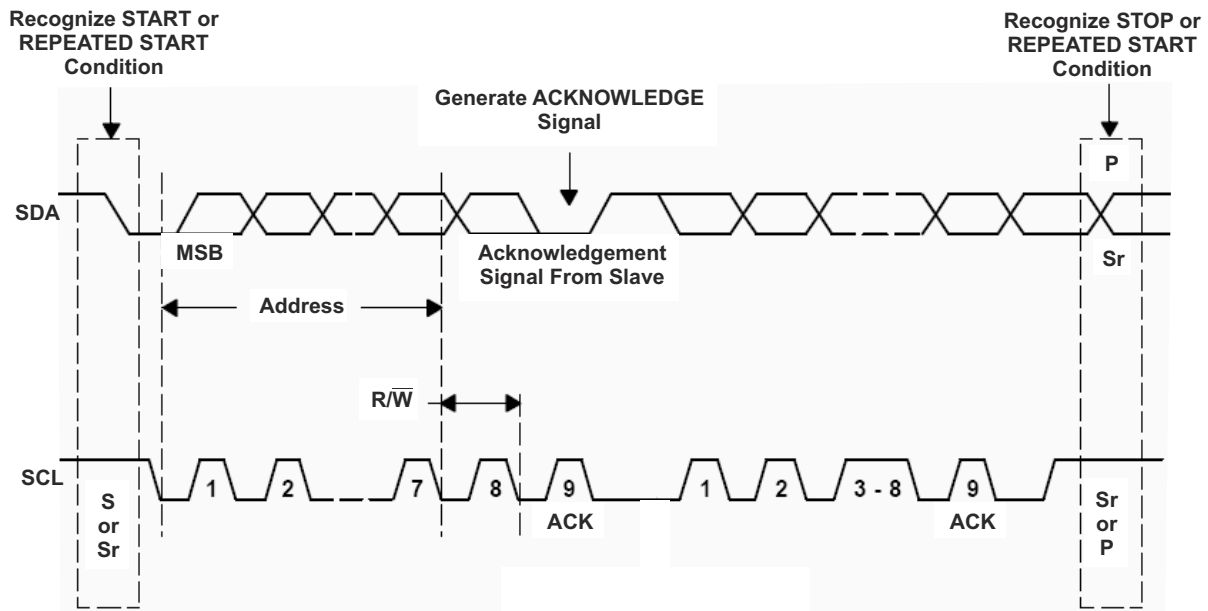 Recognize START or
REPEATED START
Condition
Recognize STOP or
REPEATED START
Condition
Generate ACKNOWLEDGE
Signal
P
SDA
MSB
Acknowledgement
Signal From Slave
Sr
Address
R/W̅
SCL
1
2
7
8
9
1
2
3 - 8
9
S
or
Sr
ACK
ACK
Sr
or
P